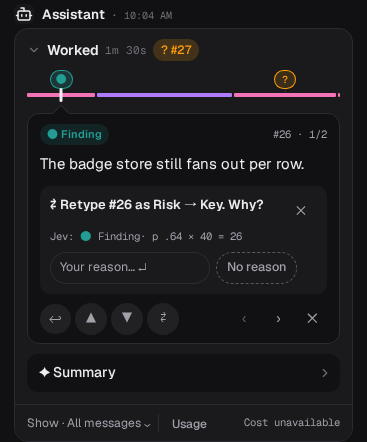 Assistant · 10:04 AM
Worked 1m 30s ? #27
?
Finding #26 · 1/2
The badge store still fans out per row.
⇄ Retype #26 as Risk → Key. Why? ×
Jev: Finding· p .64 × 40 = 26
Your reason… ↵ No reason
↩ ▲ ▼ ⇄ ‹ › ×
✦ Summary ›
Show · All messages ⌄ Usage Cost unavailable